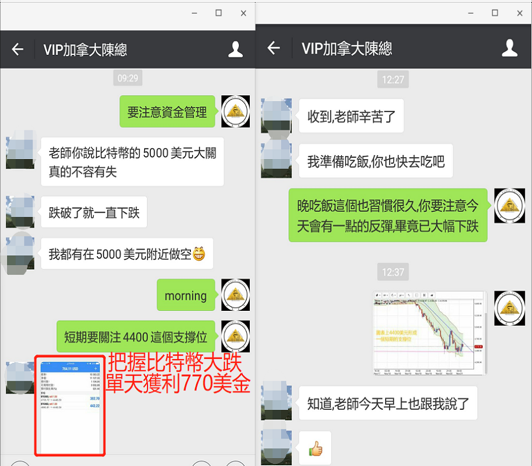 VIP加拿大陳總
09:29
要注意資金管理
老師你說比特幣的 5000 美元大關
真的不容有失
跌破了就一直下跌
我都有在 5000 美元附近做空
morning
短期要關注 4400 這個支撐位
把握比特幣大跌
單天獲利770美金
VIP加拿大陳總
12:27
收到,老師辛苦了
我準備吃飯,你也快去吃吧
晚吃飯這個也習慣很久,你要注意今
天會有一點的反彈,畢竟已大幅下跌
12:37
知道,老師今天早上也跟我說了